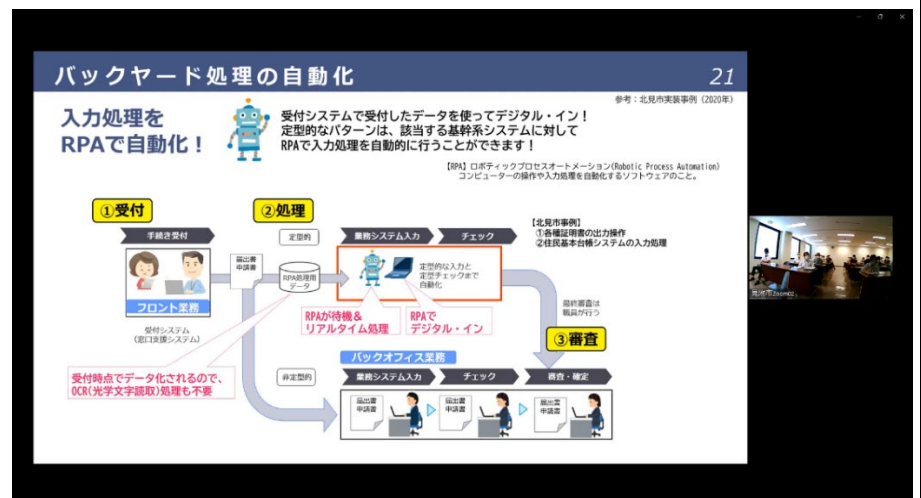 バックヤード処理の自動化
21
参考：北見市実装事例（2020年）
入力処理を
RPAで自動化！
受付システムで受付したデータを使ってデジタル・イン！
定型的なパターンは、該当する基幹系システムに対して
RPAで入力処理を自動的に行うことができます！
【RPA】ロボティックプロセスオートメーション(Robotic Process Automation)
コンピューターの操作や入力処理を自動化するソフトウェアのこと。
①受付
②処理
手続き受付
定型的
業務システム入力
チェック
【北見市事例】
①各種証明書の出力操作
②住民基本台帳システムの入力処理
届出書
申請書
RPA処理用
データ
定型的な入力と
定型チェックまで
自動化
フロント業務
受付システム
（窓口支援システム）
RPAが待機＆
リアルタイム処理
RPAで
デジタル・イン
最終審査は
職員が行う
③審査
受付時点でデータ化されるので、
OCR(光学文字読取)処理も不要
バックオフィス業務
非定型的
業務システム入力
チェック
審査・確定
届出書
申請書
届出書
申請書
届出書
申請書